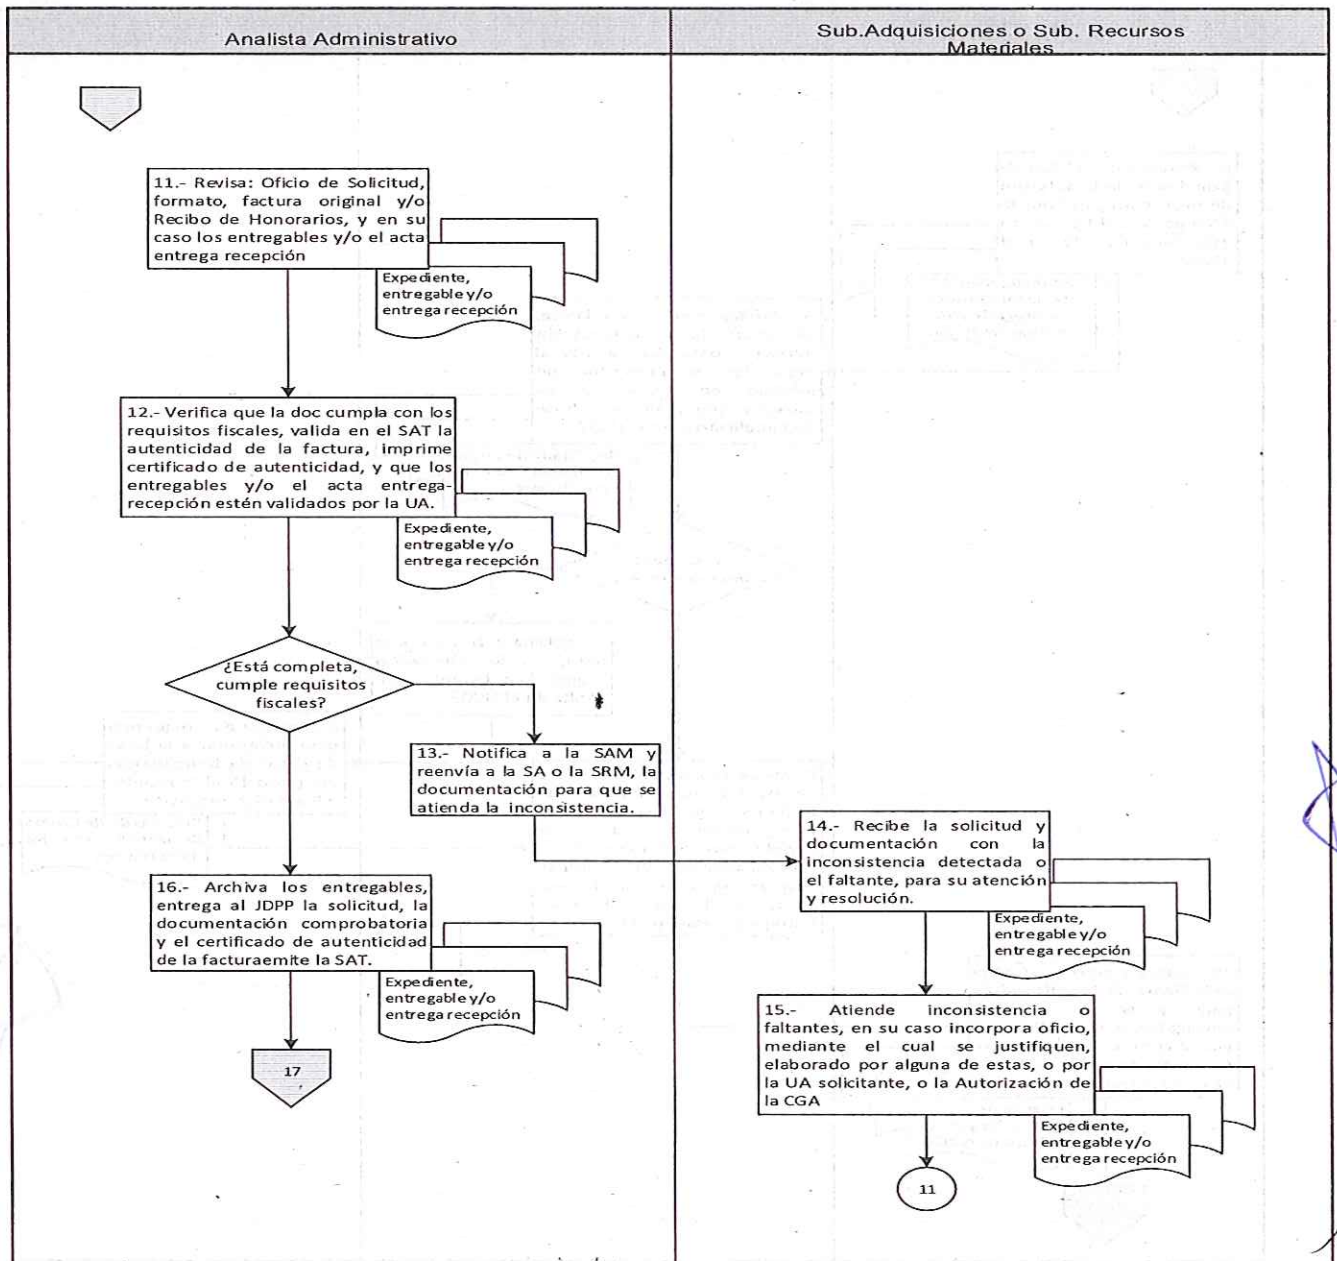 Analista Administrativo
Sub.Adquisiciones o Sub. Recursos
Materiales
11.- Revisa: Oficio de Solicitud,
formato, factura original y/o
Recibo de Honorarios, y en su
caso los entregables y/o el acta
entrega recepción
Expediente,
entregable y/o
entrega recepción
12.- Verifica que la doc cumpla con los
requisitos fiscales, valida en el SAT la
autenticidad de la factura, imprime
certificado de autenticidad, y que los
entregables y/o el acta entrega-
recepción estén validados por la UA.
Expediente,
entregable y/o
entrega recepción
¿Está completa,
cumple requisitos
fiscales?
13.- Notifica a la SAM y
reenvía a la SA o la SRM, la
documentación para que se
atienda la inconsistencia.
14.- Recibe la solicitud y
documentación con la
inconsistencia detectada o
el faltante, para su atención
y resolución.
Expediente,
entregable y/o
entrega recepción
15.- Atiende inconsistencia o
faltantes, en su caso incorpora oficio,
mediante el cual se justifiquen,
elaborado por alguna de estas, o por
la UA solicitante, o la Autorización de
la CGA
Expediente,
entregable y/o
entrega recepción
11
16.- Archiva los entregables,
entrega al JDPP la solicitud, la
documentación comprobatoria
y el certificado de autenticidad
de la facturaemite la SAT.
Expediente,
entregable y/o
entrega recepción
17